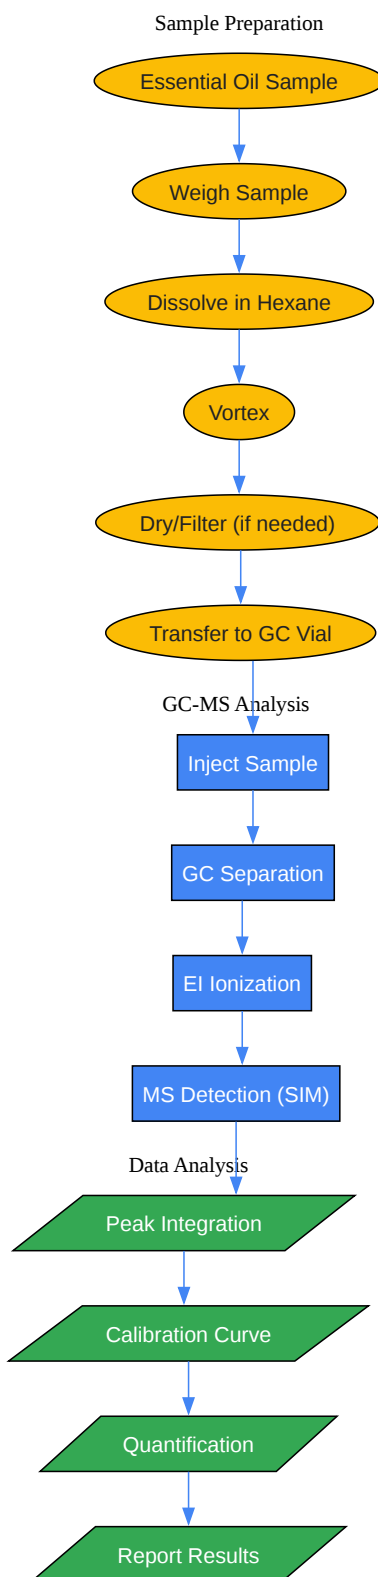 Sample Preparation
Essential Oil Sample
Weigh Sample
Dissolve in Hexane
Vortex
Dry/Filter (if needed)
Transfer to GC Vial
GC-MS Analysis
Inject Sample
GC Separation
EI Ionization
MS Detection (SIM)
Data Analysis
Peak Integration
Calibration Curve
Quantification
Report Results